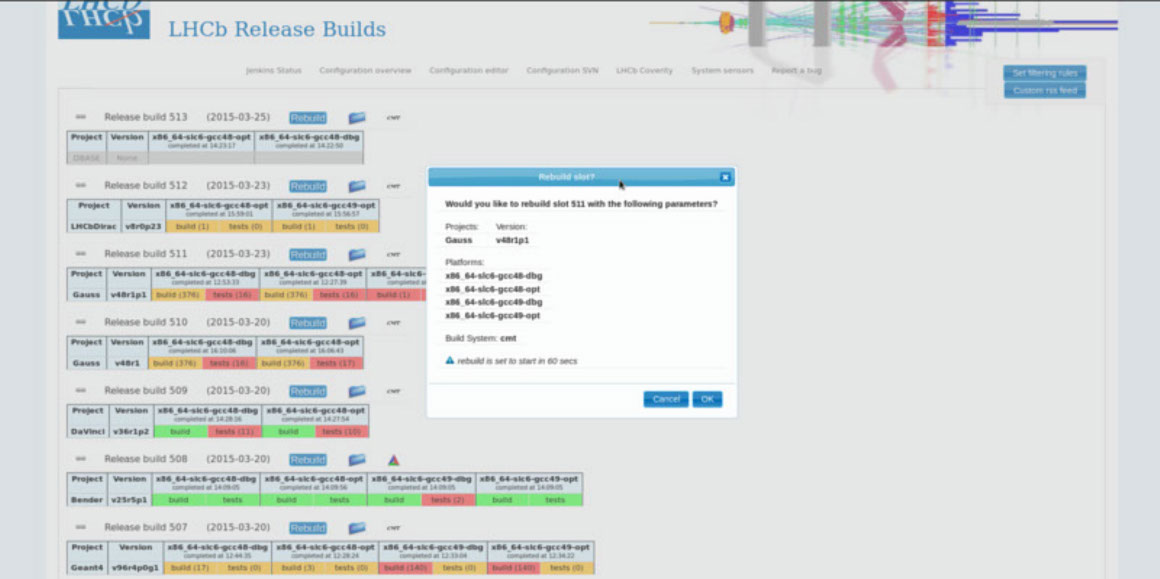 LHCb
LHCb Release Builds
Jenkins Status Configuration overview Configuration editor Configuration SVN LHCb Coverity System sensors Report a bug
Set filtering rules
Custom rss feed
Release build 513 (2015-03-25) Rebuild CMT
Project Version x86_64-slc6-gcc48-opt x86_64-slc6-gcc48-dbg
completed at 14:23:17 completed at 14:22:50
DBASE None
Release build 512 (2015-03-23) Rebuild CMT
Project Version x86_64-slc6-gcc48-opt x86_64-slc6-gcc49-opt
completed at 15:59:01 completed at 15:56:57
LHCbDirac v8r0p23 build (1) tests (0) build (1) tests (0)
Release build 511 (2015-03-23) Rebuild CMT
Project Version x86_64-slc6-gcc48-dbg x86_64-slc6-gcc48-opt x86_64-slc6-
completed at 12:53:33 completed at 12:27:39 completed at
Gauss v48r1p1 build (376) tests (16) build (376) tests (16) build (1)
Release build 510 (2015-03-20) Rebuild CMT
Project Version x86_64-slc6-gcc48-dbg x86_64-slc6-gcc48-opt
completed at 16:10:06 completed at 16:06:43
Gauss v48r1 build (376) tests (16) build (376) tests (17)
Release build 509 (2015-03-20) Rebuild CMT
Project Version x86_64-slc6-gcc48-dbg x86_64-slc6-gcc48-opt
completed at 14:28:16 completed at 14:27:54
DaVinci v36r1p2 build tests (11) build tests (10)
Release build 508 (2015-03-20) Rebuild
Project Version x86_64-slc6-gcc48-dbg x86_64-slc6-gcc48-opt x86_64-slc6-gcc49-dbg x86_64-slc6-gcc49-opt
completed at 14:09:05 completed at 14:09:56 completed at 14:09:05 completed at 14:09:05
Bender v25r5p1 build tests build tests build tests (2) build tests
Release build 507 (2015-03-20) Rebuild CMT
Project Version x86_64-slc6-gcc48-dbg x86_64-slc6-gcc48-opt x86_64-slc6-gcc49-dbg x86_64-slc6-gcc49-opt
completed at 12:44:35 completed at 12:28:24 completed at 12:33:04 completed at 12:34:22
Geant4 v96r4p0g1 build (17) tests (0) build (3) tests (0) build (140) tests (0) build (140) tests (0)
Rebuild slot?
Would you like to rebuild slot 511 with the following parameters?
Projects: Version:
Gauss v48r1p1
Platforms:
x86_64-slc6-gcc48-dbg
x86_64-slc6-gcc48-opt
x86_64-slc6-gcc49-dbg
x86_64-slc6-gcc49-opt
Build System: cmt
rebuild is set to start in 60 secs
Cancel OK